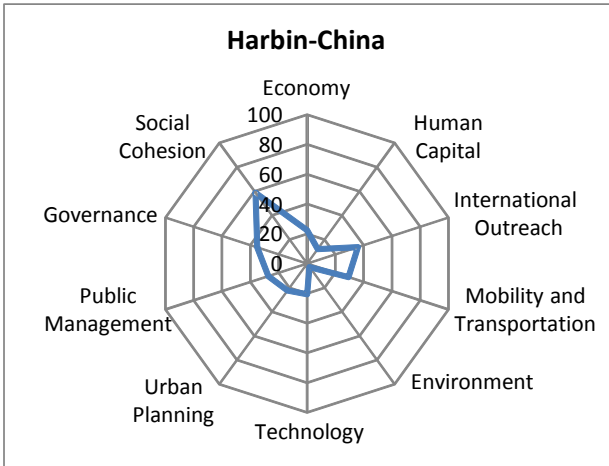 Harbin-China
Economy
Human
Capital
International
Outreach
Mobility and
Transportation
Environment
Technology
Urban
Planning
Public
Management
Governance
Social
Cohesion
100
80
60
40
20
0